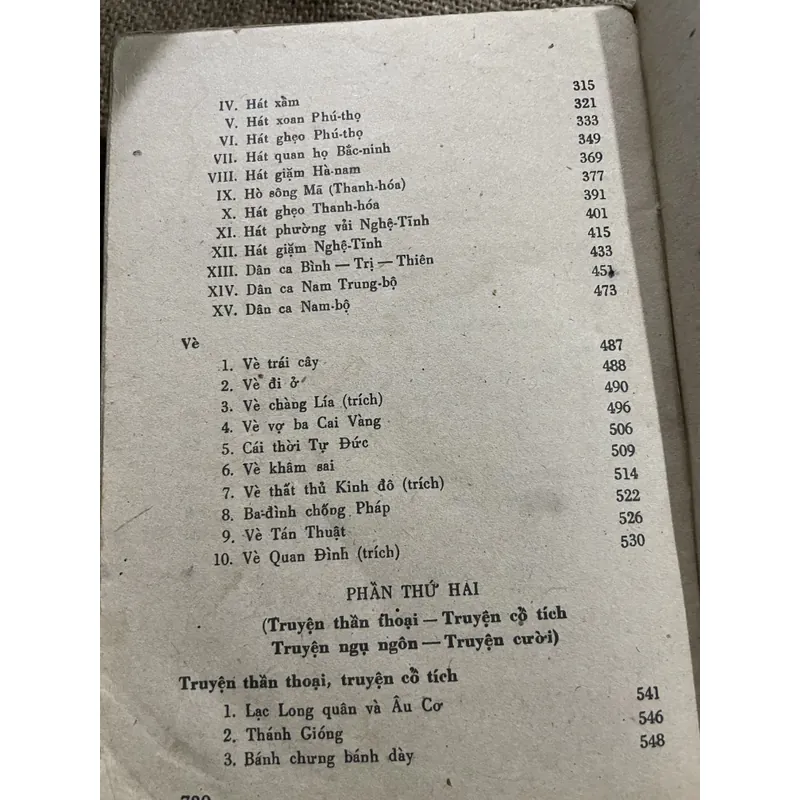 IV. Hát xẩm 315
V. Hát xoan Phú-thọ 321
VI. Hát ghẹo Phú-thọ 333
VII. Hát quan họ Bắc-ninh 349
VIII. Hát giặm Hà-nam 369
IX. Hò sông Mã (Thanh-hóa) 377
X. Hát ghẹo Thanh-hóa 391
XI. Hát phường vải Nghệ-Tĩnh 401
XII. Hát giặm Nghệ-Tĩnh 415
XIII. Dân ca Bình — Trị — Thiên 433
XIV. Dân ca Nam Trung-bộ 451
XV. Dân ca Nam-bộ 473
Vè
1. Vè trái cây 487
2. Vè đi ở 488
3. Vè chàng Lía (trích) 490
4. Vè vợ ba Cai Vàng 496
5. Cái thời Tự Đức 506
6. Vè khâm sai 509
7. Vè thất thủ Kinh đô (trích) 514
8. Ba-đình chống Pháp 522
9. Vè Tán Thuật 526
10. Vè Quan Đình (trích) 530
PHẦN THỨ HAI
(Truyện thần thoại — Truyện cổ tích
Truyện ngụ ngôn — Truyện cười)
Truyện thần thoại, truyện cổ tích
1. Lạc Long quân và Âu Cơ 541
2. Thánh Gióng 546
3. Bánh chưng bánh dày 548